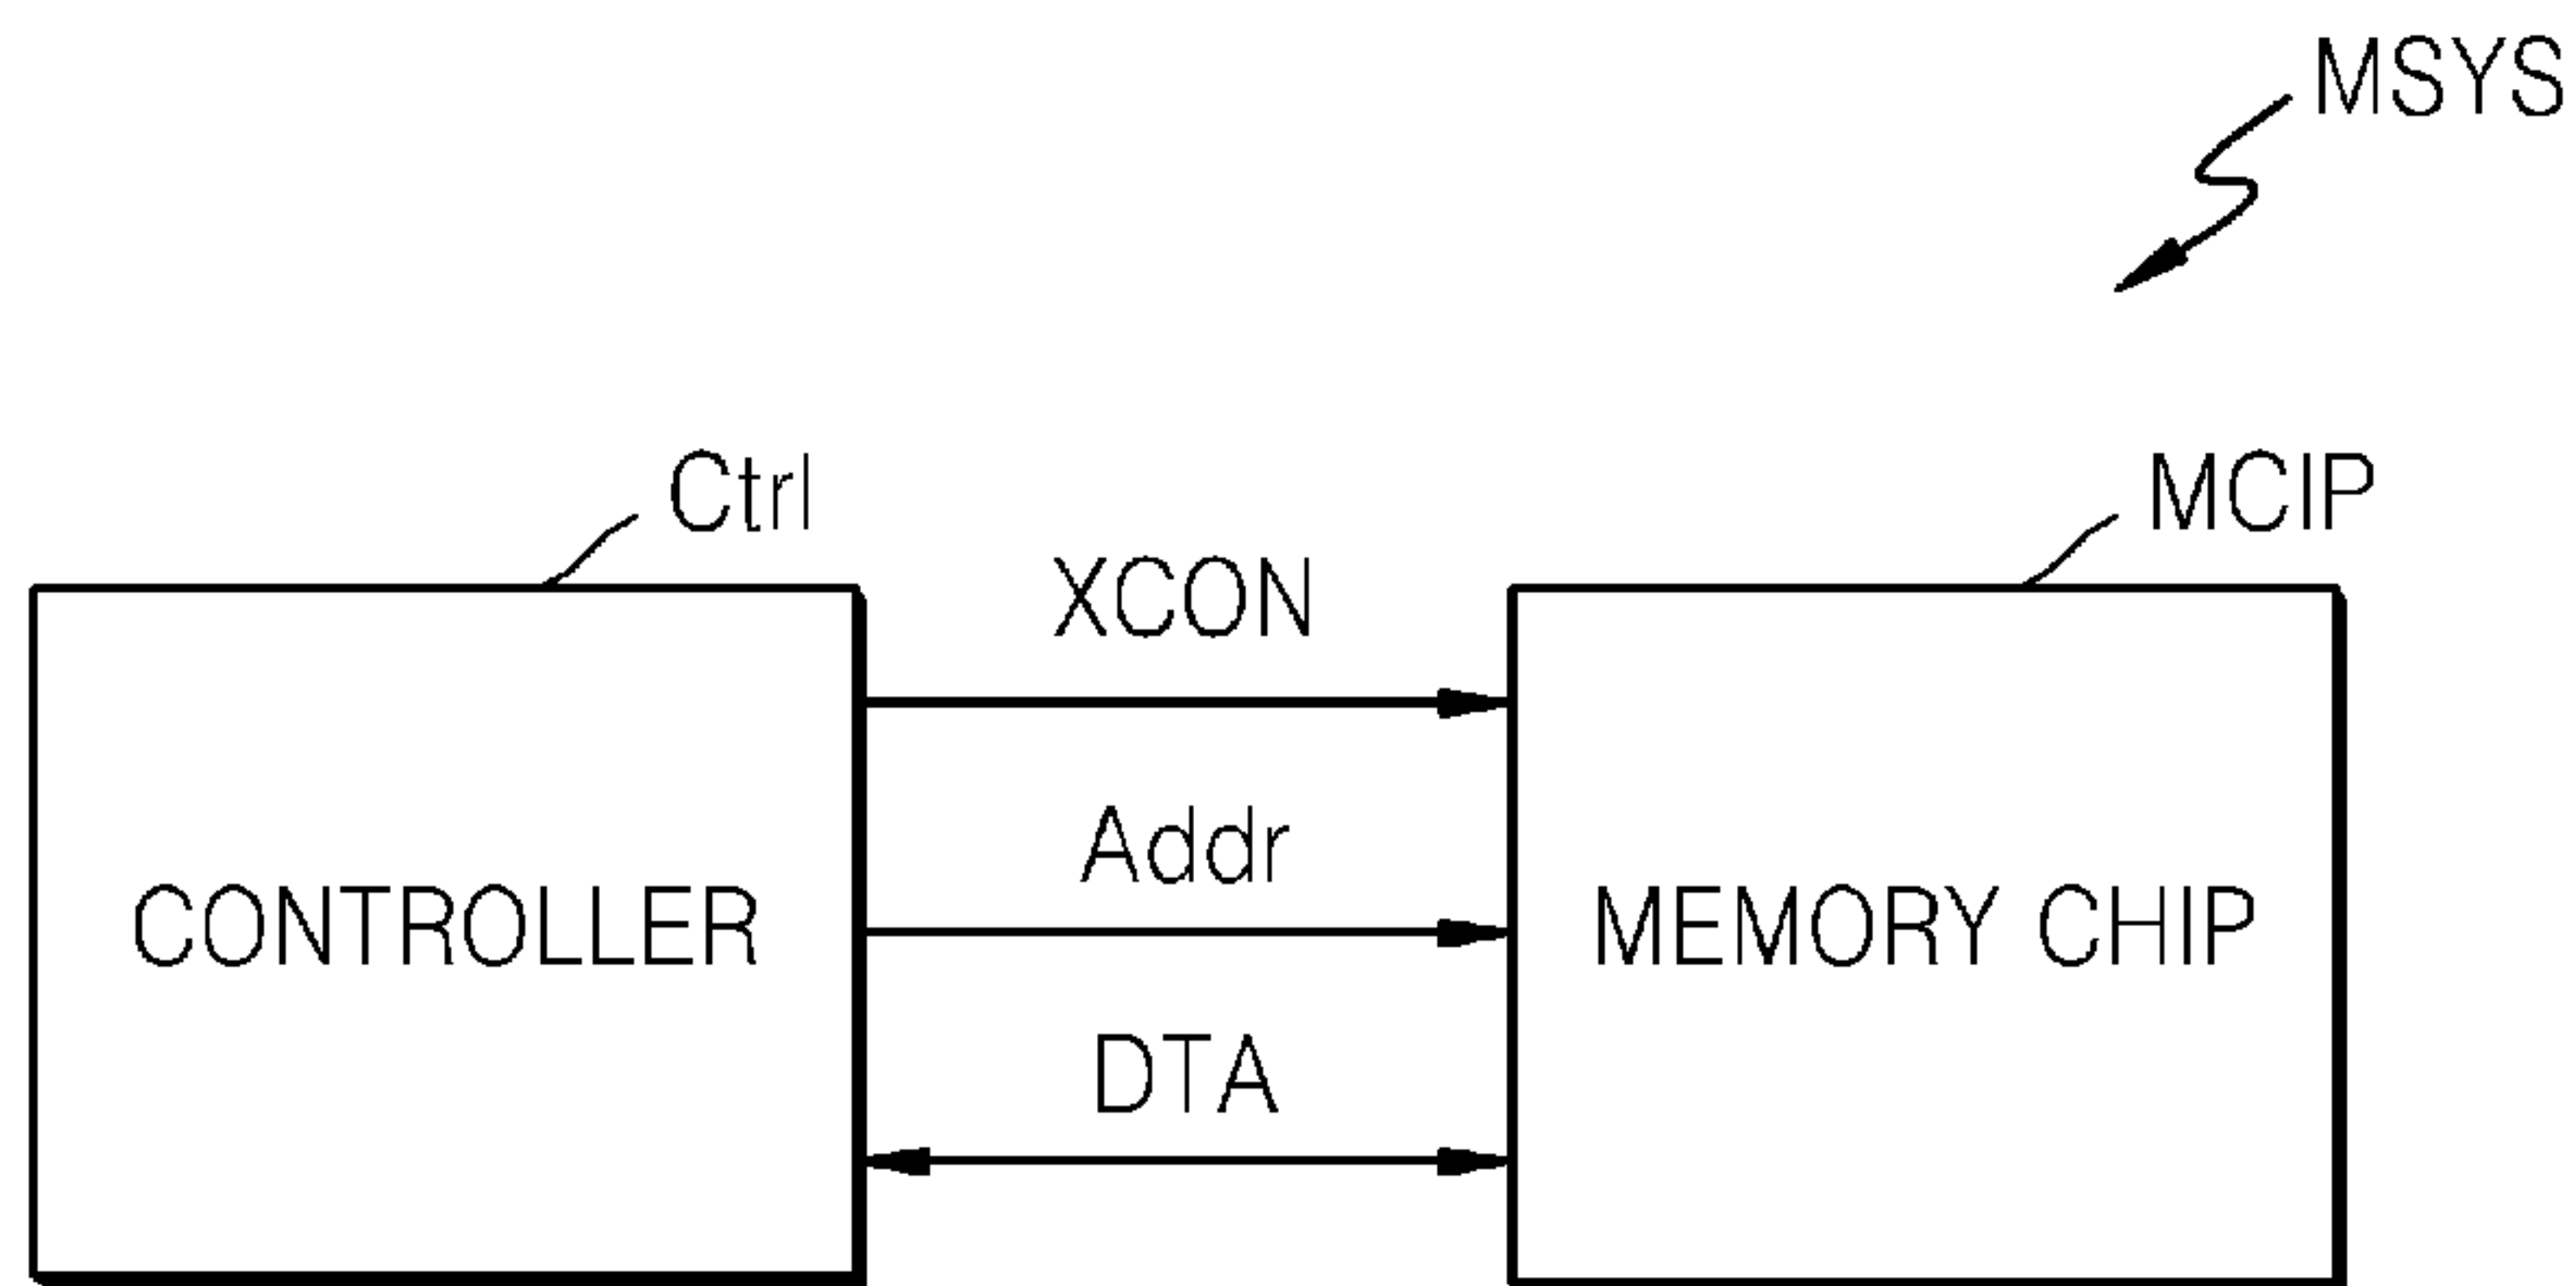 MSYS
Ctrl
MCIP
XCON
Addr
CONTROLLER
MEMORY CHIP
DTA